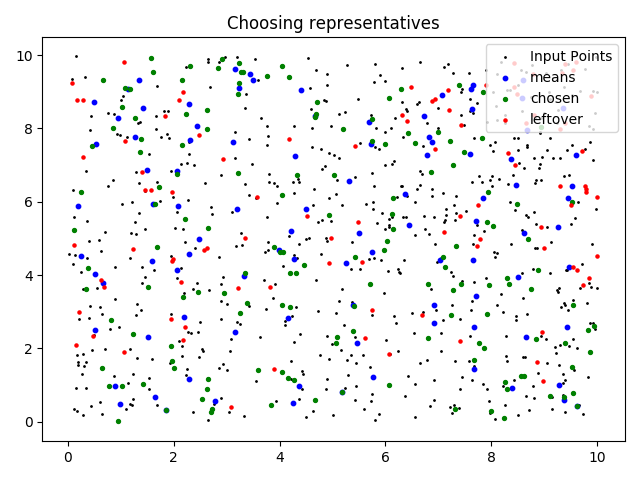 Choosing representatives
10
8
6
4
2
0
0
2
4
6
8
10
Input Points
means
chosen
leftover